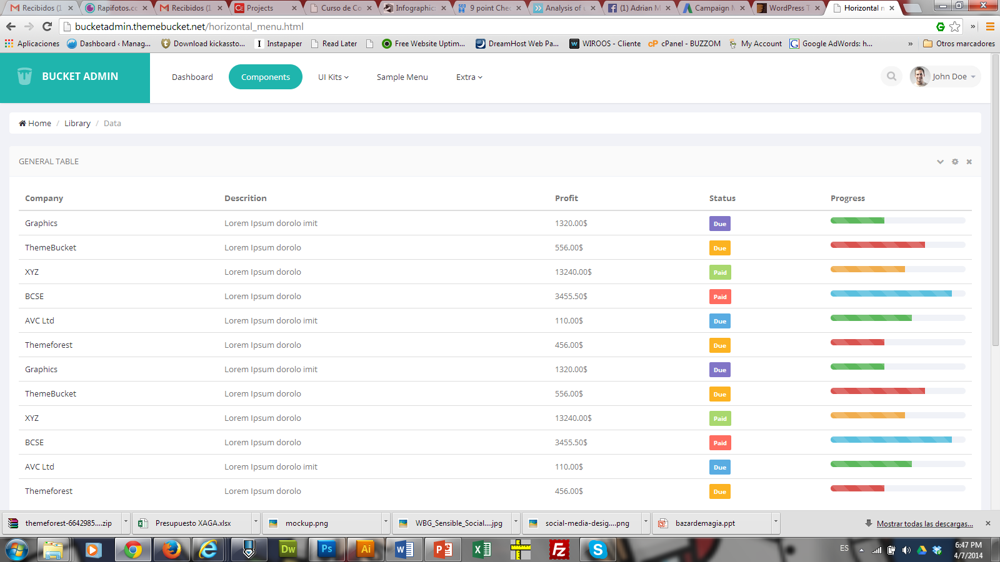 Recibidos (1
Rapifotos.cc
Recibidos (1
Projects
Curso de Co
Infographic:
9 point Chec
Analysis of u
(1) Adrian M
Campaign M
WordPress T
Horizontal n
bucketadmin.themebucket.net/horizontal_menu.html
Aplicaciones
Dashboard ‹ Manag...
Download kickassto...
Instapaper
Read Later
Free Website Uptim...
DreamHost Web Pa...
WIROOS - Cliente
cPanel - BUZZOM
My Account
Google AdWords: h...
»
Otros marcadores
BUCKET ADMIN
Dashboard
Components
UI Kits
Sample Menu
Extra
John Doe
Home / Library / Data
GENERAL TABLE
Company Descrition Profit Status Progress
Graphics Lorem Ipsum dorolo imit 1320.00$ Due
ThemeBucket Lorem Ipsum dorolo 556.00$ Due
XYZ Lorem Ipsum dorolo 13240.00$ Paid
BCSE Lorem Ipsum dorolo 3455.50$ Paid
AVC Ltd Lorem Ipsum dorolo imit 110.00$ Due
Themeforest Lorem Ipsum dorolo 456.00$ Due
Graphics Lorem Ipsum dorolo imit 1320.00$ Due
ThemeBucket Lorem Ipsum dorolo 556.00$ Due
XYZ Lorem Ipsum dorolo 13240.00$ Paid
BCSE Lorem Ipsum dorolo 3455.50$ Paid
AVC Ltd Lorem Ipsum dorolo imit 110.00$ Due
Themeforest Lorem Ipsum dorolo 456.00$ Due
themeforest-6642985....zip
Presupuesto XAGA.xlsx
mockup.png
WBG_Sensible_Social....jpg
social-media-desig....png
bazardemagia.ppt
Mostrar todas las descargas...
Dw
Ps
Ai
ES
6:47 PM
4/7/2014